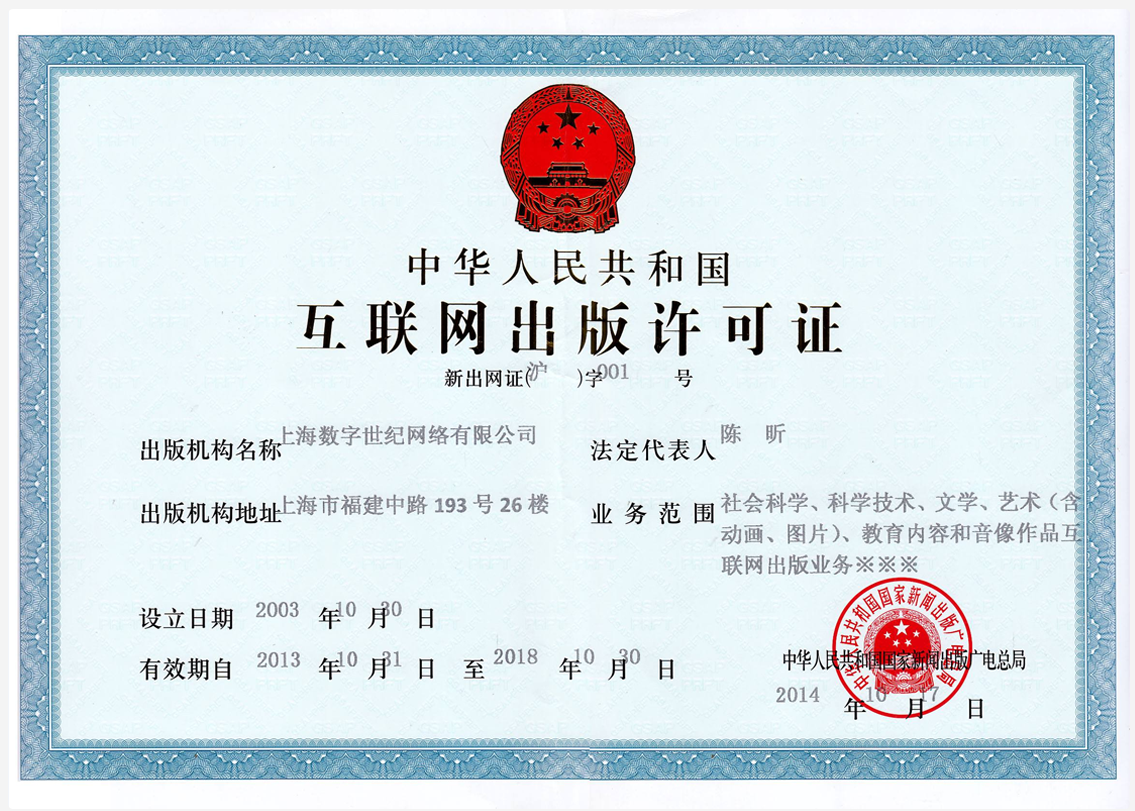 中华人民共和国
互联网出版许可证
新出网证(沪)字001号
出版机构名称 上海数字世纪网络有限公司
法定代表人 陈 昕
出版机构地址 上海市福建中路 193 号 26 楼
业务范围 社会科学、科学技术、文学、艺术（含
动画、图片）、教育内容和音像作品互
联网出版业务※※※
设立日期 2003 年 10 月 30 日
有效期自 2013 年 10 月 31 日 至 2018 年 10 月 30 日
中华人民共和国国家新闻出版广电总局
中华人民共和国国家新闻出版广电总局
2014 年 10 月 17 日